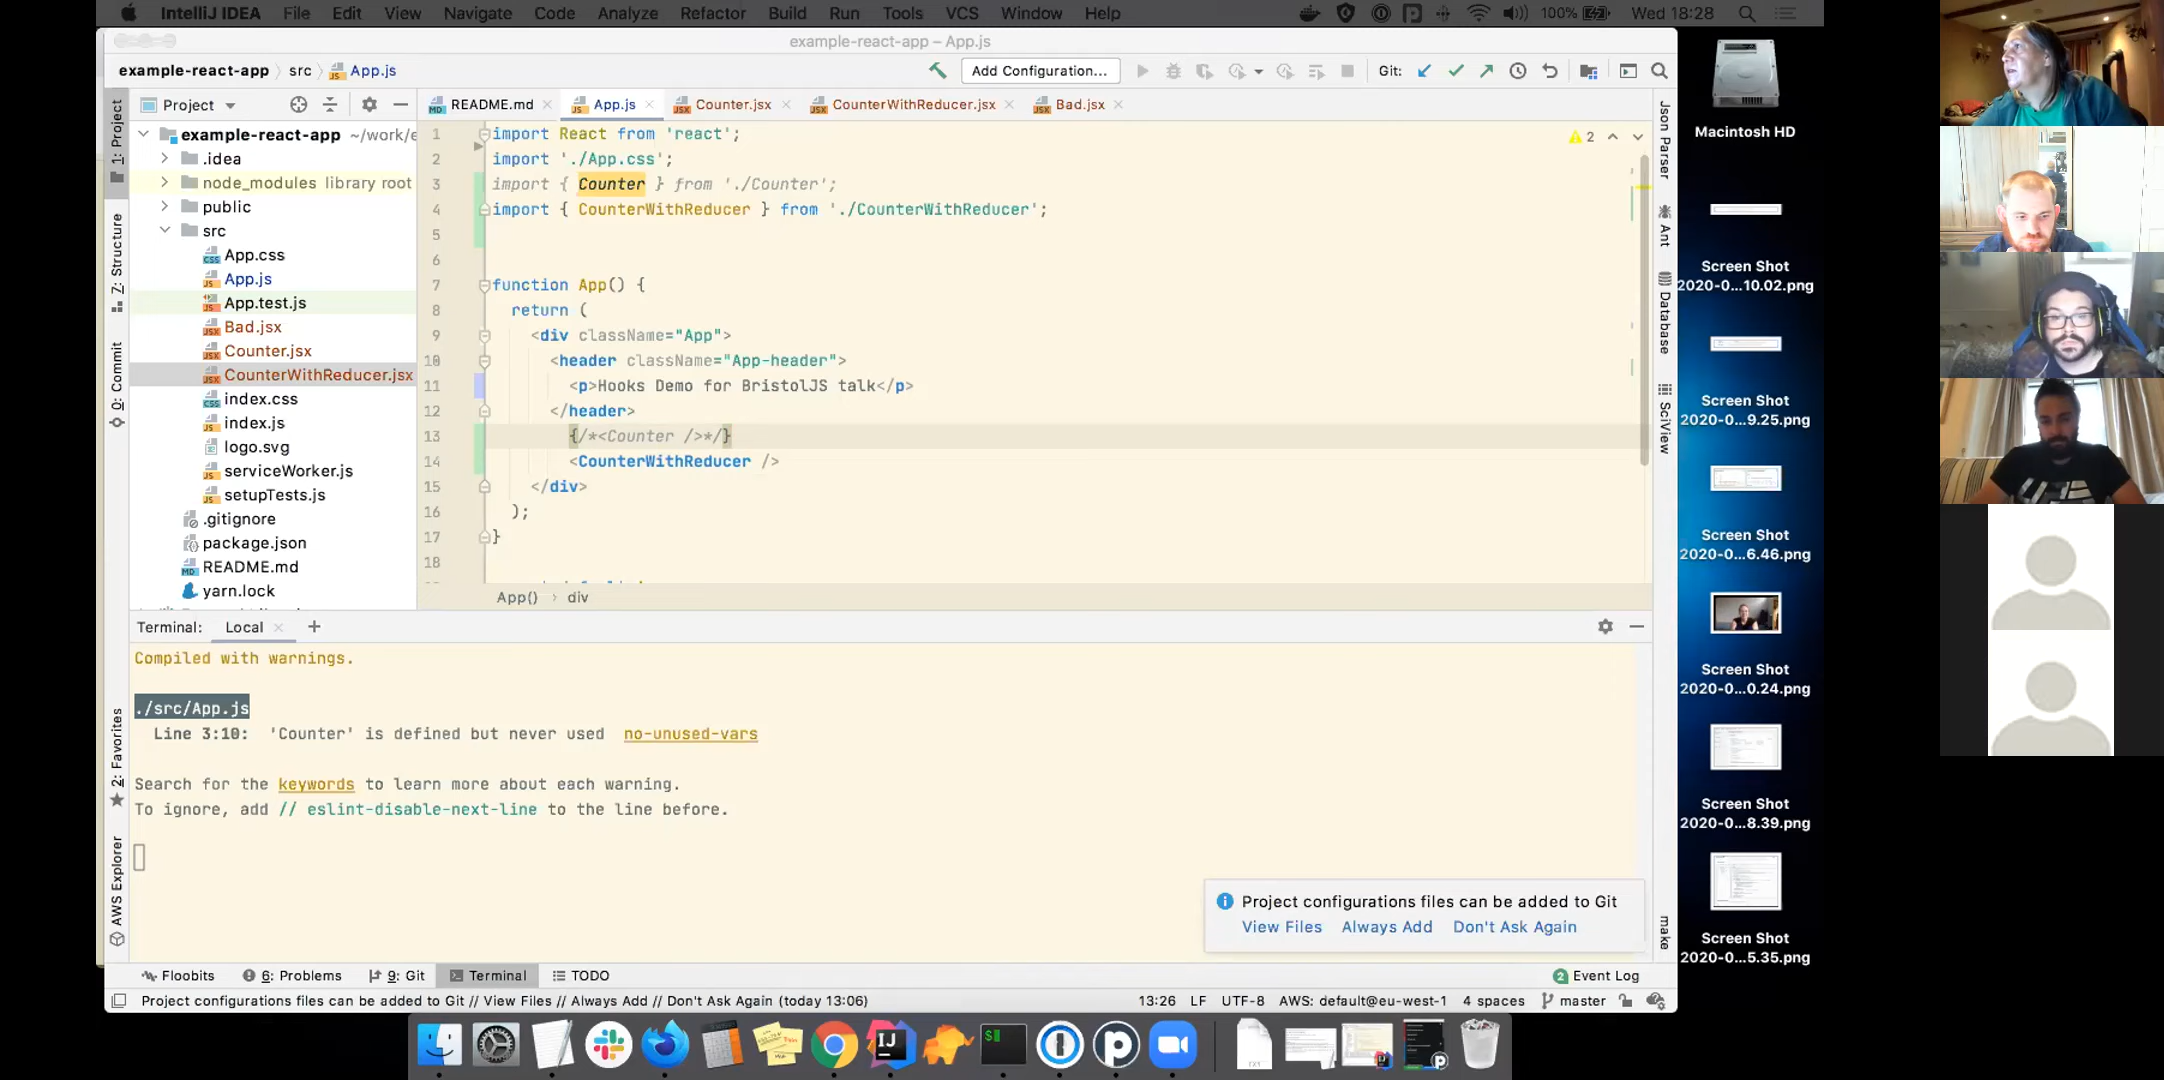 IntelliJ IDEA File Edit View Navigate Code Analyze Refactor Build Run Tools VCS Window Help 100% Wed 18:28
example-react-app – App.js
example-react-app src App.js Add Configuration... Git:
Project README.md App.js Counter.jsx CounterWithReducer.jsx Bad.jsx
1: Project
Z: Structure
0: Commit
2: Favorites
AWS Explorer
example-react-app ~/work/e
.idea
node_modules library root
public
src
App.css
App.js
App.test.js
Bad.jsx
Counter.jsx
CounterWithReducer.jsx
index.css
index.js
logo.svg
serviceWorker.js
setupTests.js
.gitignore
package.json
README.md
yarn.lock
2
1 import React from 'react';
2 import './App.css';
3 import { Counter } from './Counter';
4 import { CounterWithReducer } from './CounterWithReducer';
5
6
7 function App() {
8 return (
9 <div className="App">
10 <header className="App-header">
11 <p>Hooks Demo for BristolJS talk</p>
12 </header>
13 {/*<Counter />*/}
14 <CounterWithReducer />
15 </div>
16 );
17 }
18
App() div
Json Parser
Ant
Database
SciView
make
Terminal: Local
Compiled with warnings.
./src/App.js
Line 3:10: 'Counter' is defined but never used no-unused-vars
Search for the keywords to learn more about each warning.
To ignore, add // eslint-disable-next-line to the line before.
Project configurations files can be added to Git
View Files Always Add Don't Ask Again
Floobits 6: Problems 9: Git Terminal TODO 2 Event Log
Project configurations files can be added to Git // View Files // Always Add // Don't Ask Again (today 13:06) 13:26 LF UTF-8 AWS: default@eu-west-1 4 spaces master
Macintosh HD
Screen Shot
2020-0...10.02.png
Screen Shot
2020-0...9.25.png
Screen Shot
2020-0...6.46.png
Screen Shot
2020-0...0.24.png
Screen Shot
2020-0...8.39.png
Screen Shot
2020-0...5.35.png
IJ